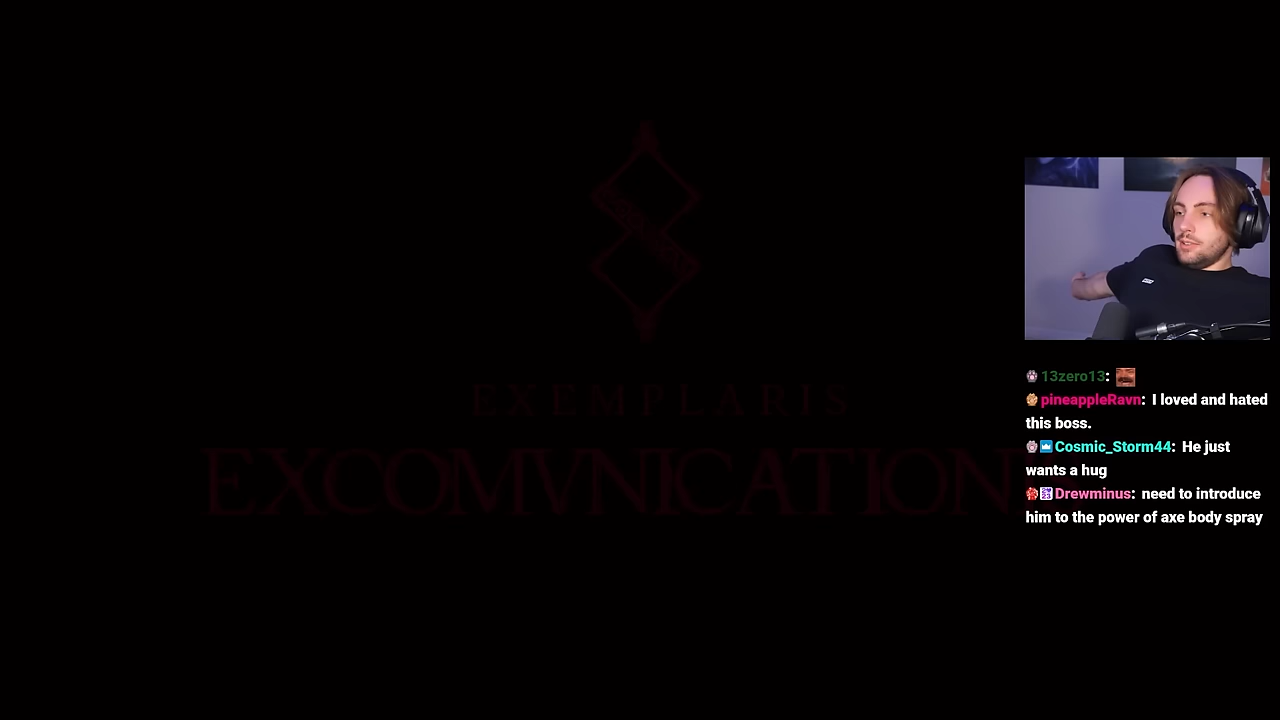 EXEMPLARIS
EXCOMVNICATION
13zero13:
pineappleRavn: I loved and hated
this boss.
Cosmic_Storm44: He just
wants a hug
Drewminus: need to introduce
him to the power of axe body spray